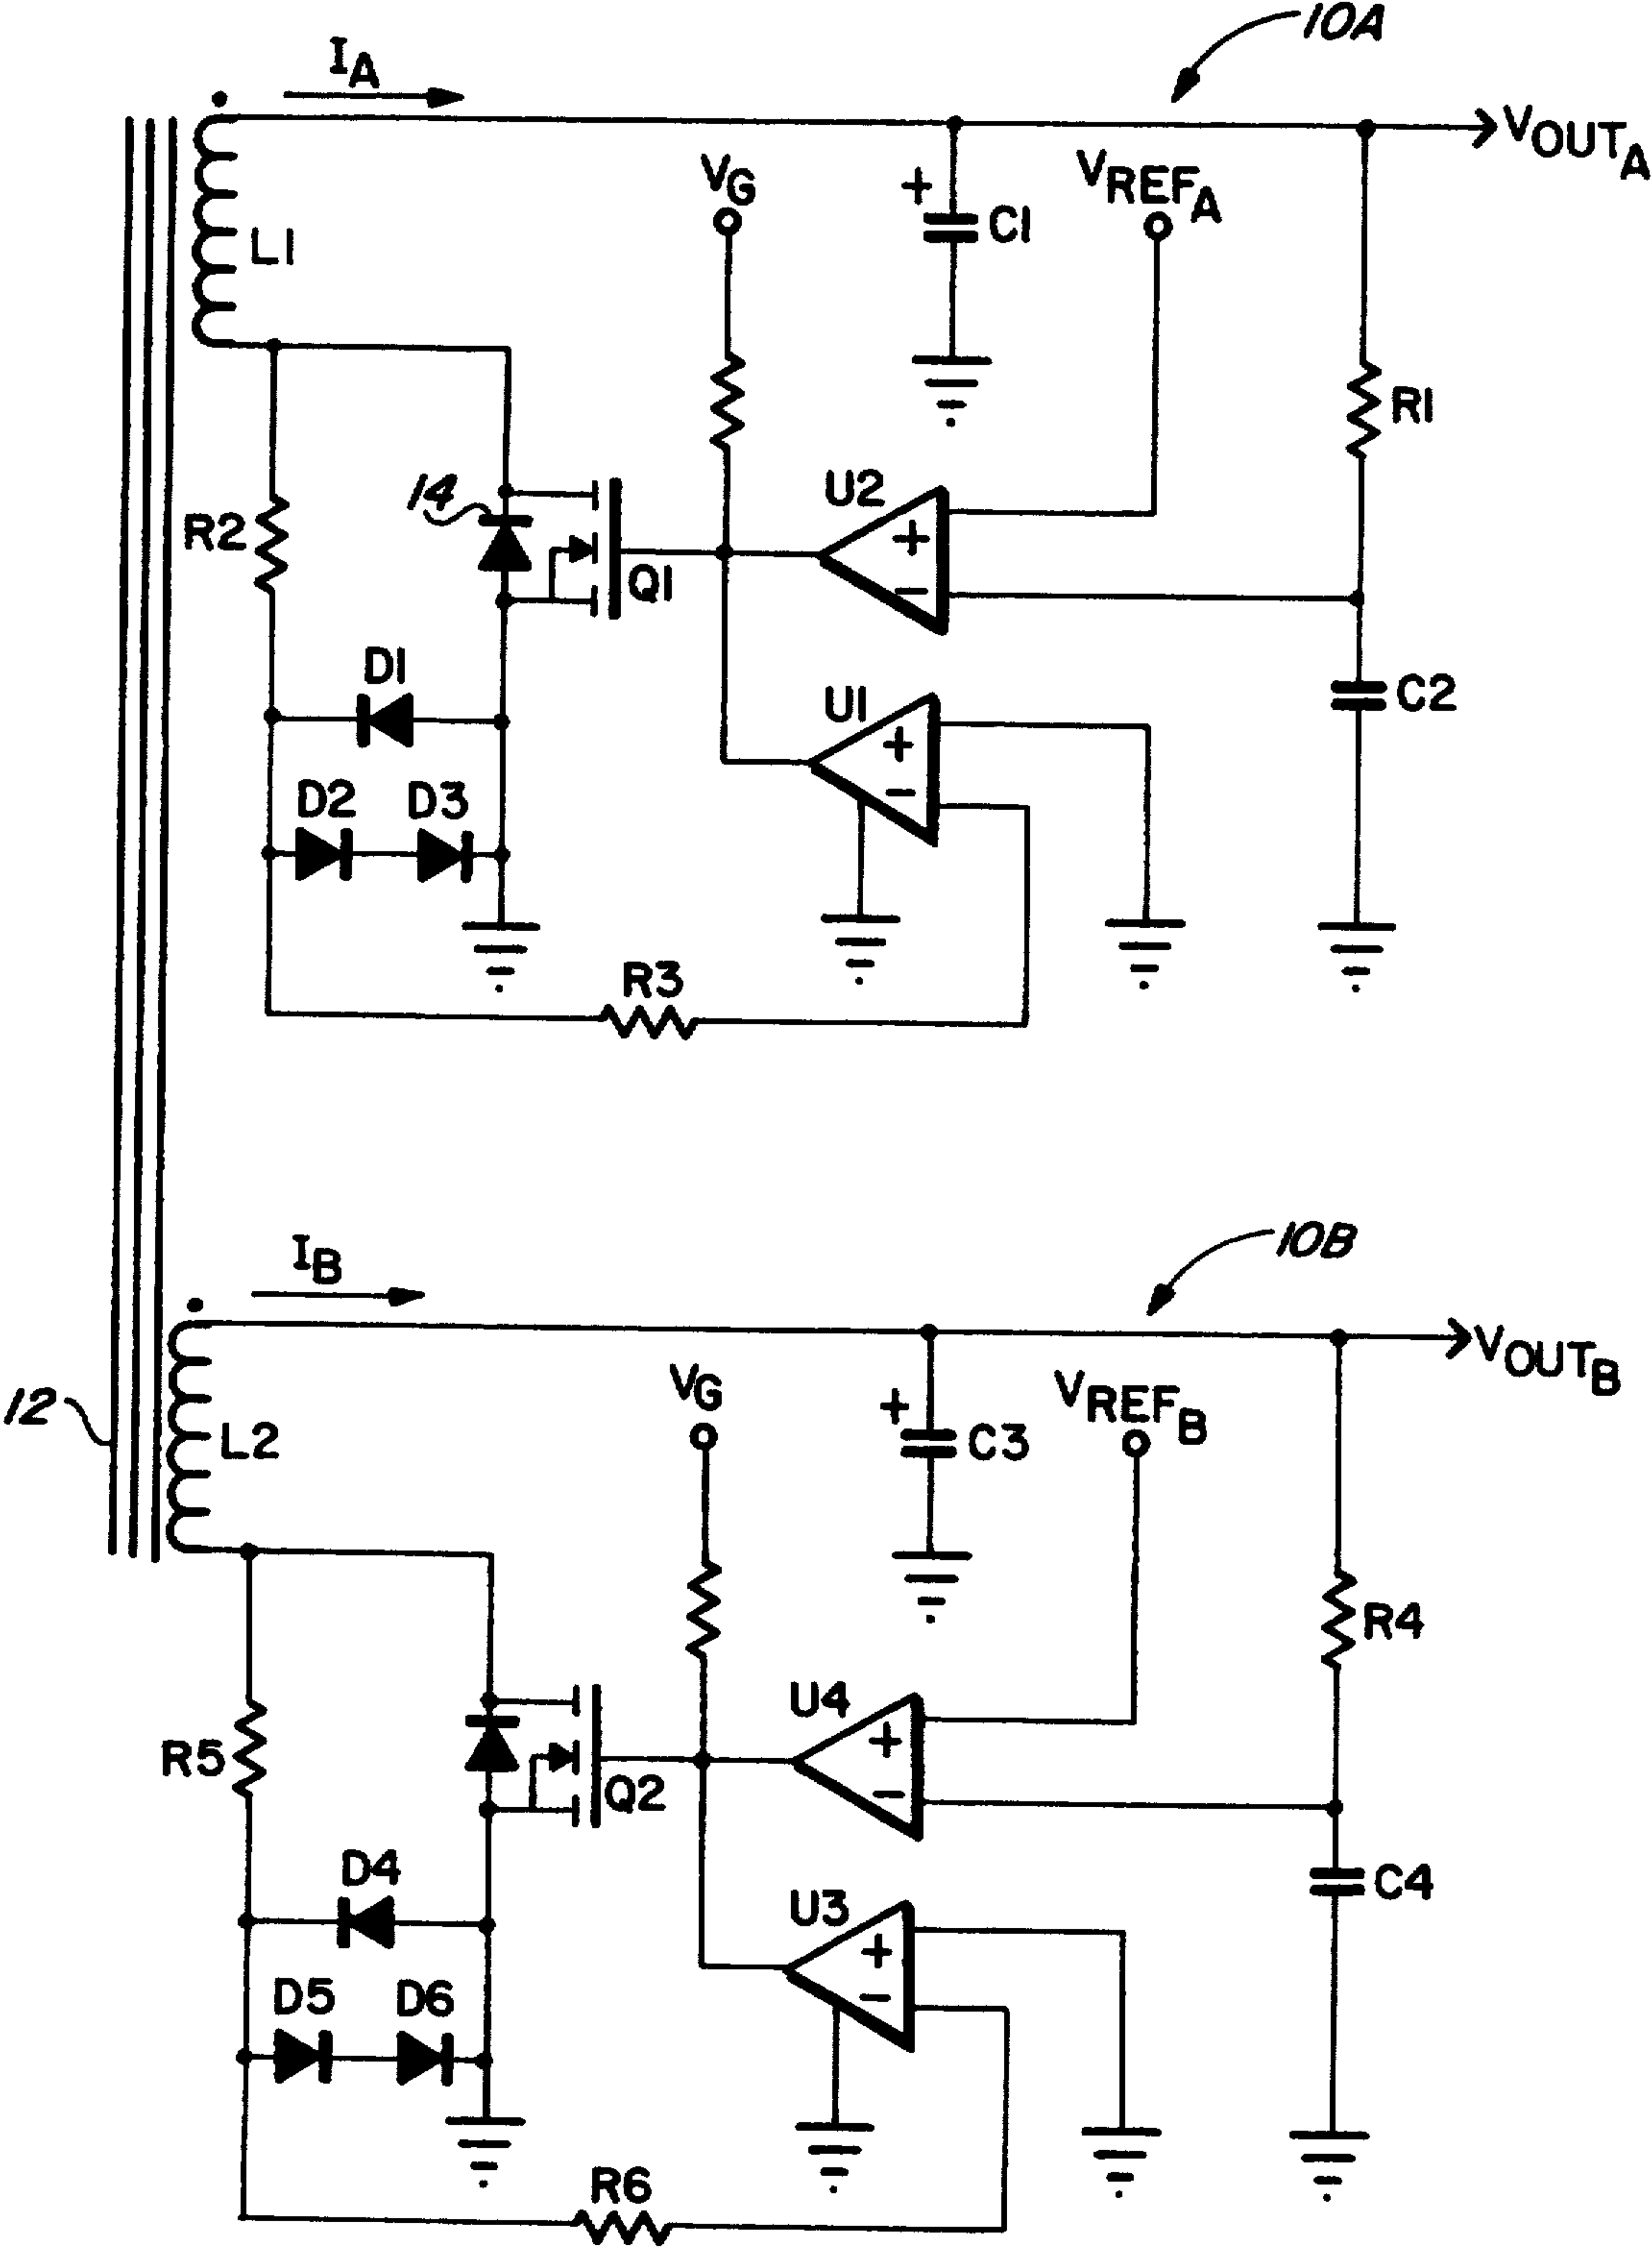 10A
IA
VOUTA
VG
VREFA
+
C1
L1
R1
14
U2
R2
+
Q1
−
D1
U1
C2
+
D2 D3
−
R3
10B
IB
VOUTB
VG
VREFB
12
+
C3
L2
R4
U4
R5
+
Q2
−
D4
C4
U3
+
D5 D6
−
R6